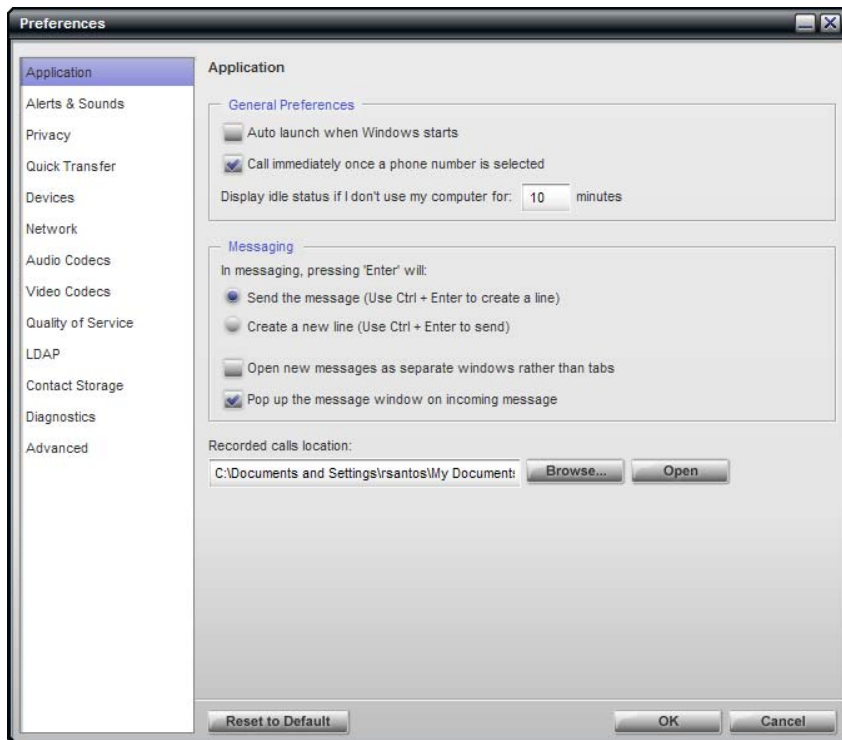 Preferences
Application
Alerts & Sounds
Privacy
Quick Transfer
Devices
Network
Audio Codecs
Video Codecs
Quality of Service
LDAP
Contact Storage
Diagnostics
Advanced
Application
General Preferences
Auto launch when Windows starts
Call immediately once a phone number is selected
Display idle status if I don't use my computer for: 10 minutes
Messaging
In messaging, pressing 'Enter' will:
Send the message (Use Ctrl + Enter to create a line)
Create a new line (Use Ctrl + Enter to send)
Open new messages as separate windows rather than tabs
Pop up the message window on incoming message
Recorded calls location:
C:\Documents and Settings\rsantos\My Documents Browse... Open
Reset to Default OK Cancel